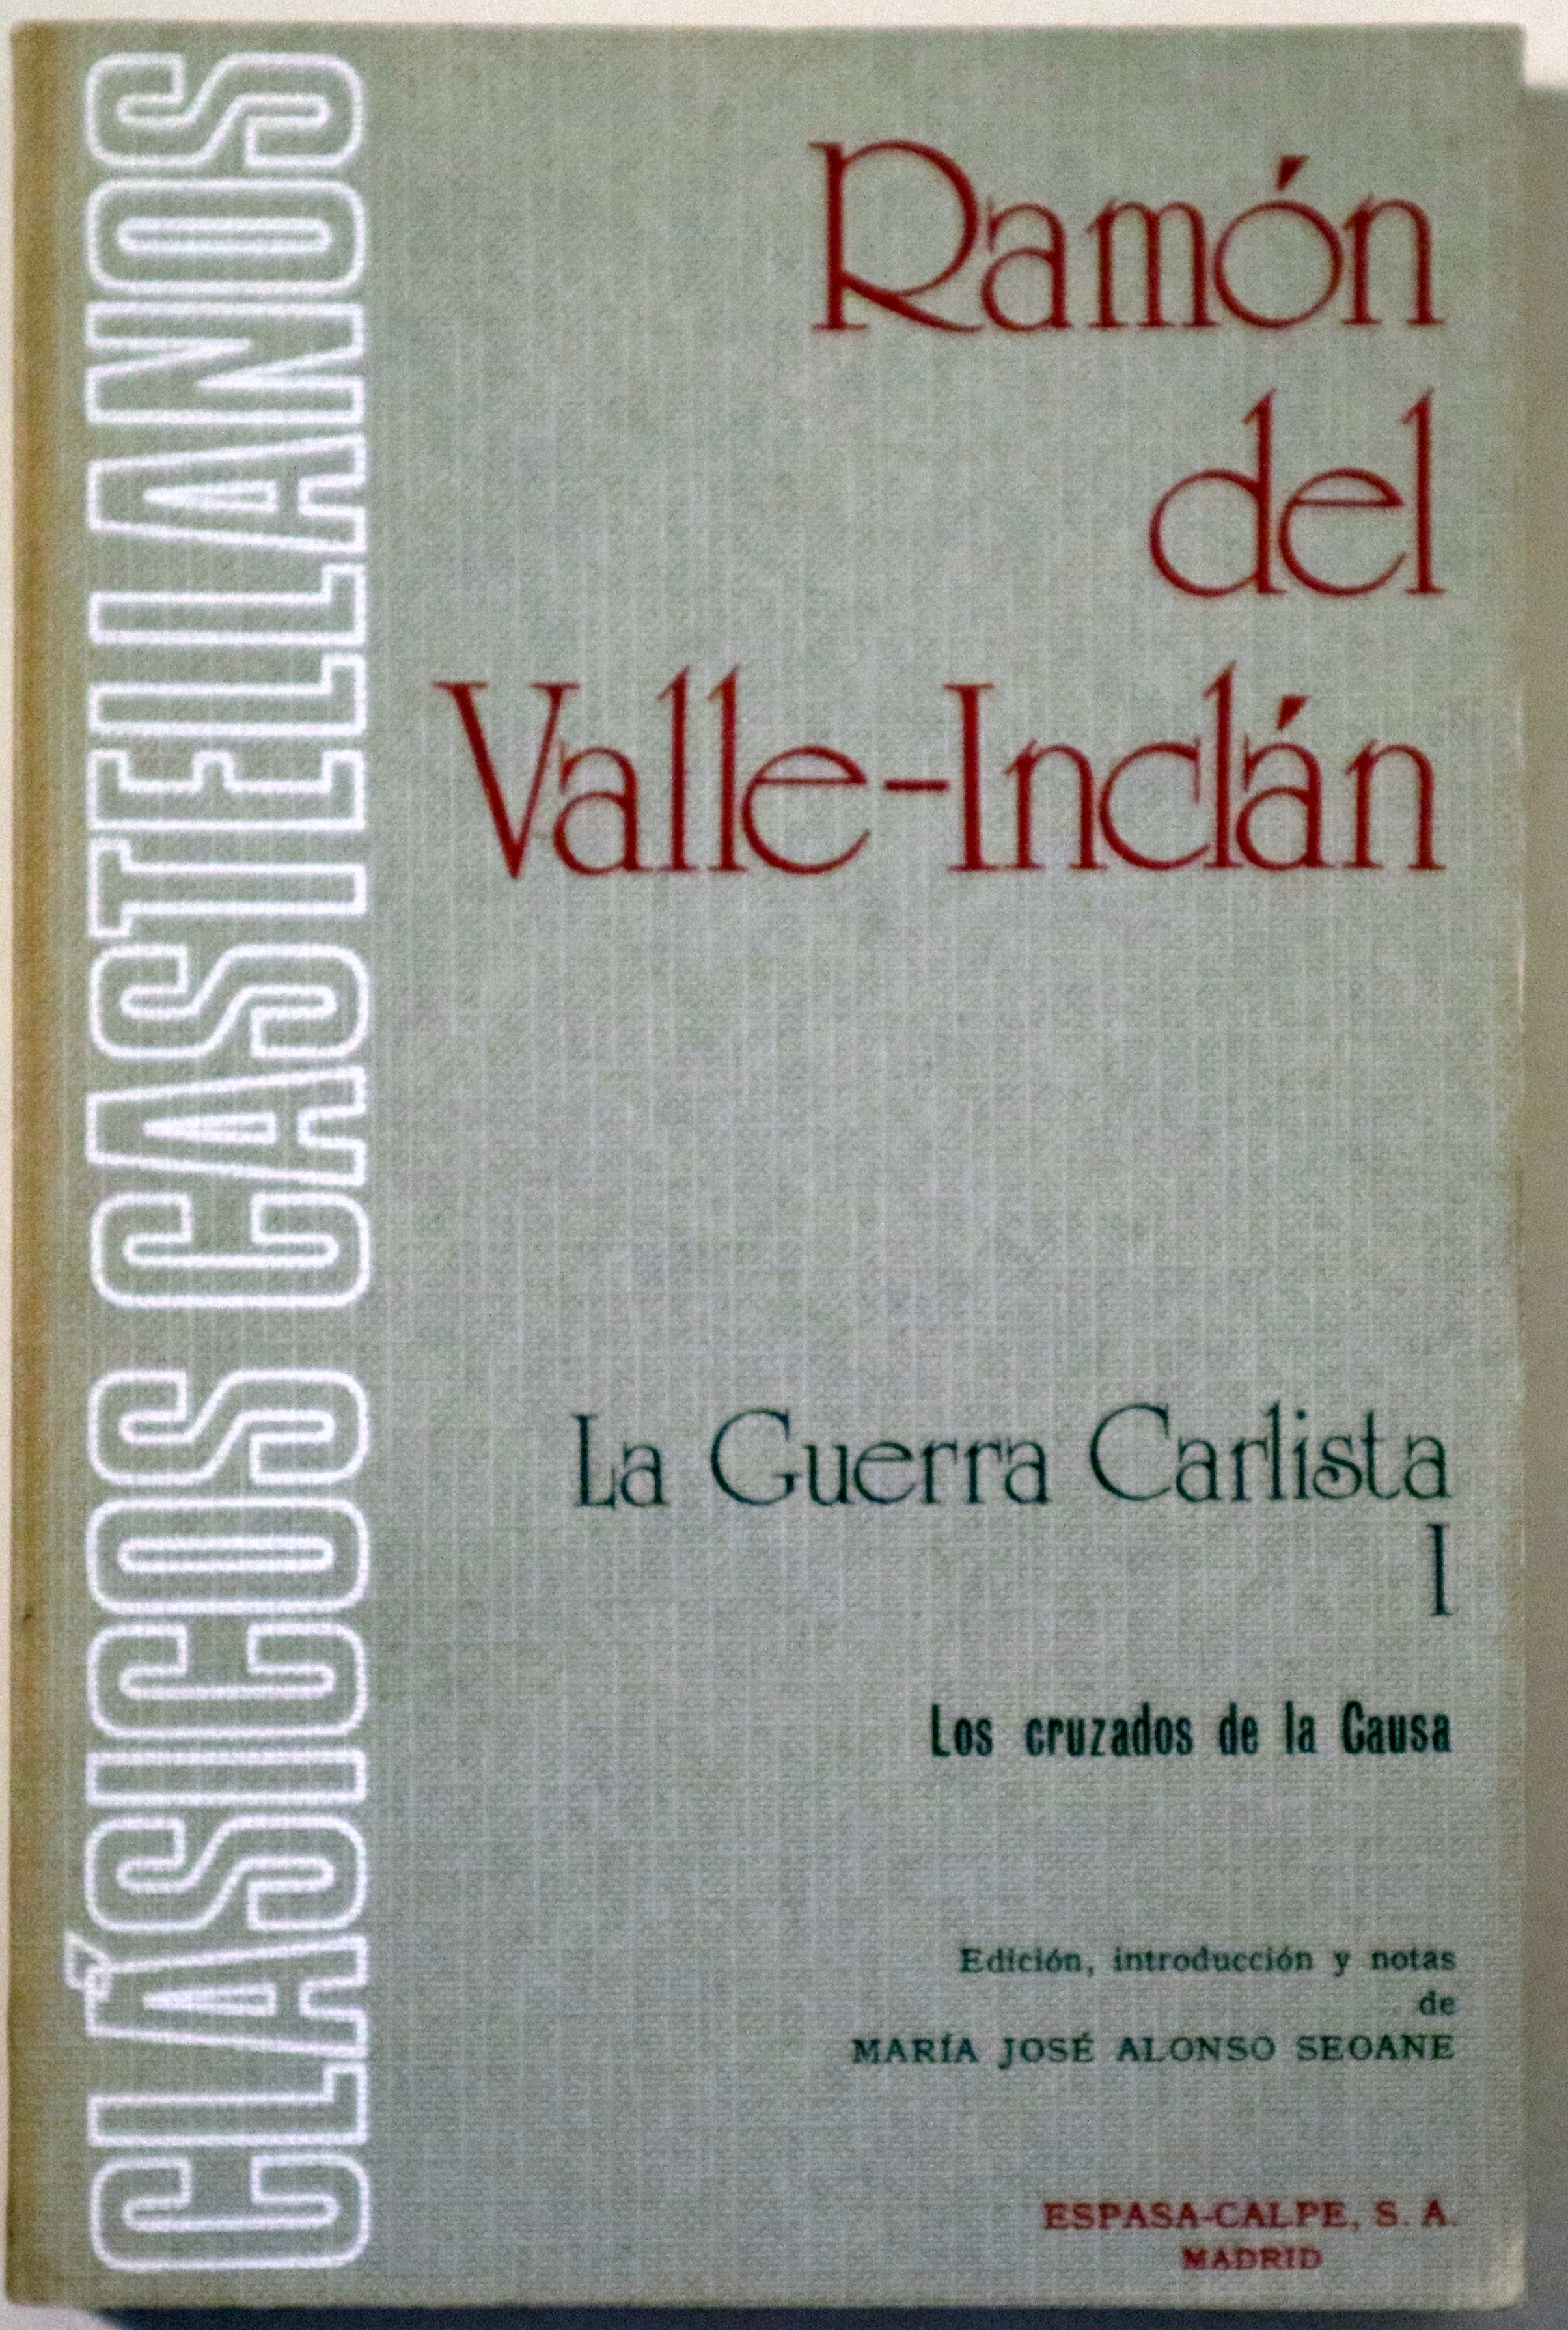 CLÁSICOS CASTELLANOS
Ramón
del
Valle-Inclán
La Guerra Carlista
I
Los cruzados de la Causa
Edición, introducción y notas
de
MARÍA JOSÉ ALONSO SEOANE
ESPASA-CALPE, S. A.
MADRID